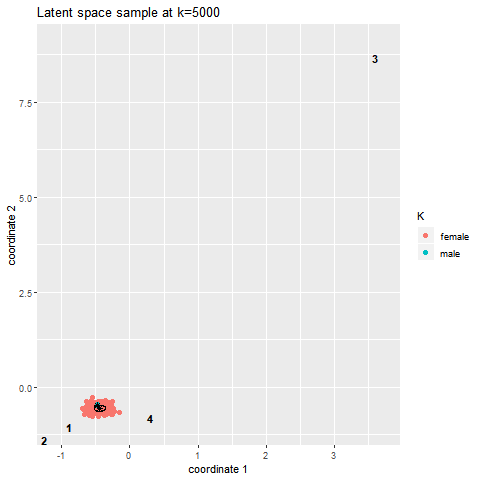 Latent space sample at k=5000
3
7.5
5.0
2.5
0.0
coordinate 2
K
female
male
4
1
2
-1
0
1
2
3
coordinate 1